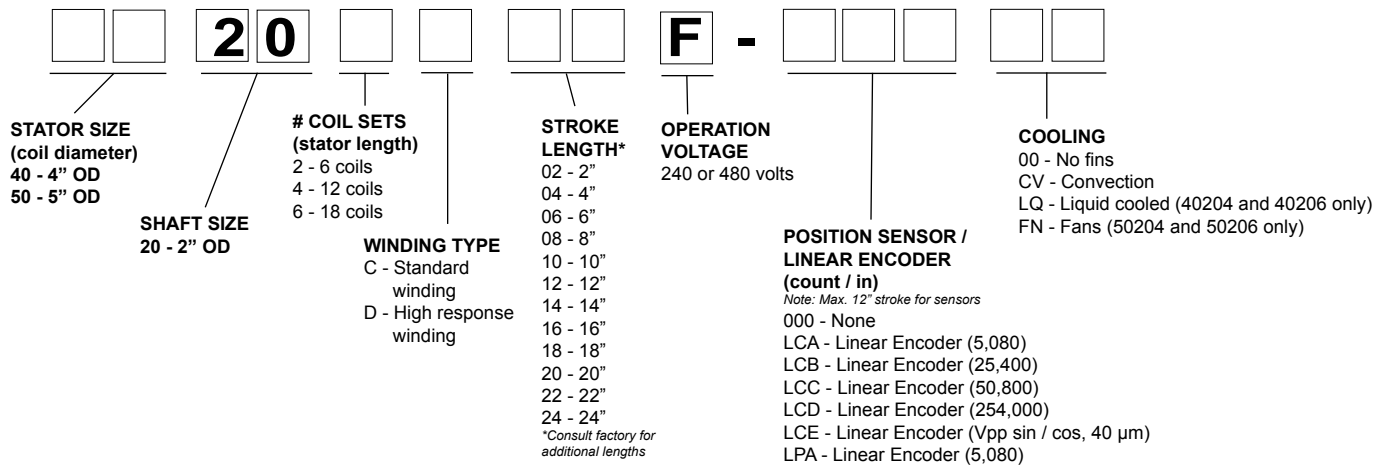 20 F -
STATOR SIZE
(coil diameter)
40 - 4” OD
50 - 5” OD
SHAFT SIZE
20 - 2” OD
# COIL SETS
(stator length)
2 - 6 coils
4 - 12 coils
6 - 18 coils
WINDING TYPE
C - Standard
winding
D - High response
winding
STROKE
LENGTH*
02 - 2”
04 - 4”
06 - 6”
08 - 8”
10 - 10”
12 - 12”
14 - 14”
16 - 16”
18 - 18”
20 - 20”
22 - 22”
24 - 24”
*Consult factory for
additional lengths
OPERATION
VOLTAGE
240 or 480 volts
POSITION SENSOR /
LINEAR ENCODER
(count / in)
Note: Max. 12” stroke for sensors
000 - None
LCA - Linear Encoder (5,080)
LCB - Linear Encoder (25,400)
LCC - Linear Encoder (50,800)
LCD - Linear Encoder (254,000)
LCE - Linear Encoder (Vpp sin / cos, 40 µm)
LPA - Linear Encoder (5,080)
COOLING
00 - No fins
CV - Convection
LQ - Liquid cooled (40204 and 40206 only)
FN - Fans (50204 and 50206 only)